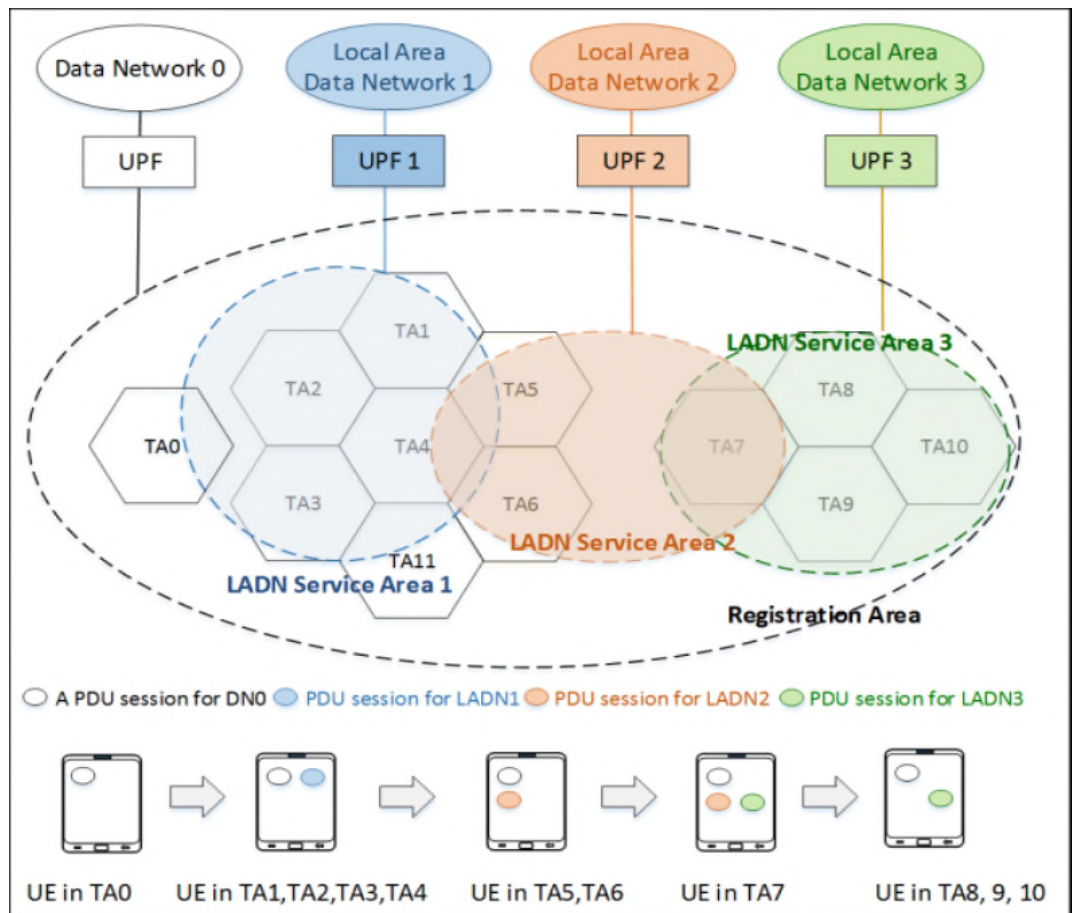 Data Network 0
Local Area
Data Network 1
Local Area
Data Network 2
Local Area
Data Network 3
UPF
UPF 1
UPF 2
UPF 3
TA1
LADN Service Area 3
TA2
TA5
TA8
TA0
TA4
TA7
TA10
TA3
TA6
TA9
LADN Service Area 2
TA11
LADN Service Area 1
Registration Area
A PDU session for DN0
PDU session for LADN1
PDU session for LADN2
PDU session for LADN3
UE in TA0
UE in TA1,TA2,TA3,TA4
UE in TA5,TA6
UE in TA7
UE in TA8, 9, 10